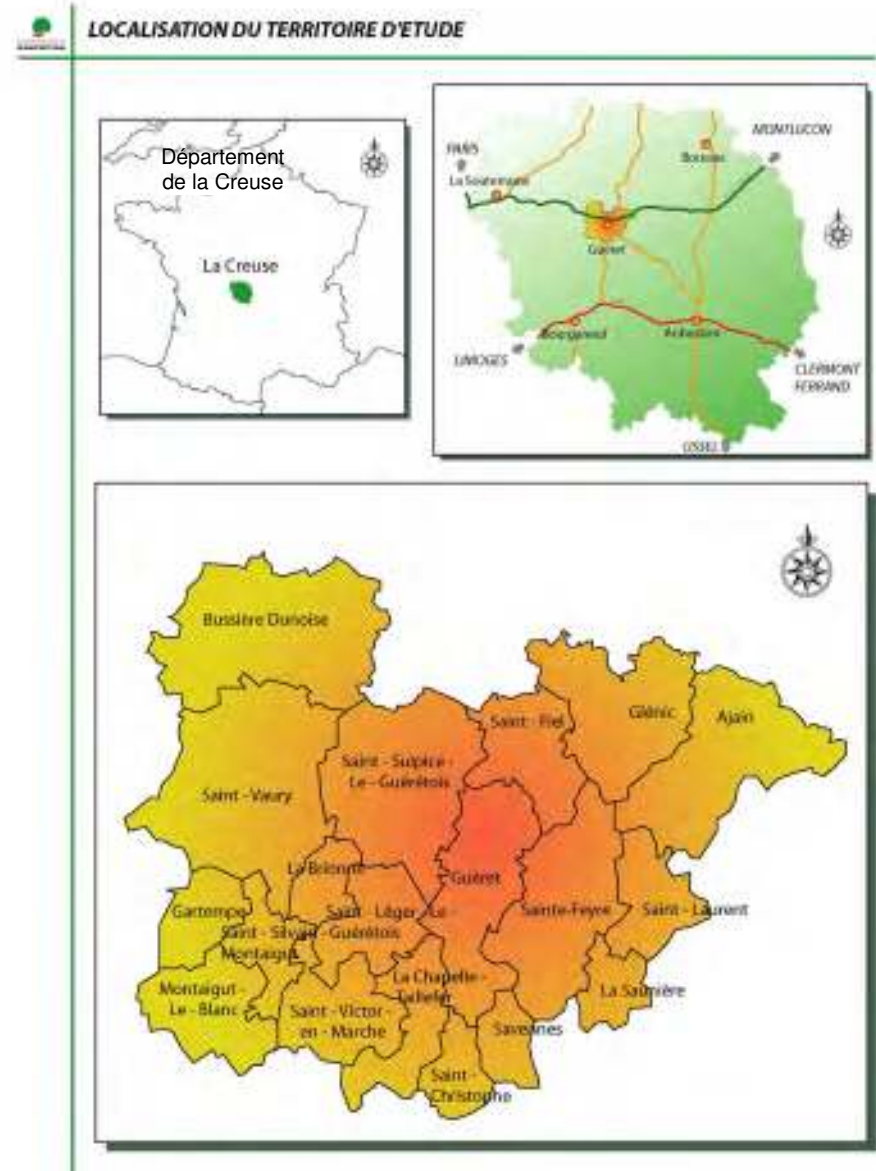 LOCALISATION DU TERRITOIRE D'ETUDE
Département
de la Creuse
La Creuse
MONTLUCON
PARIS
Boussac
La Souterraine
Guéret
Bourganeuf
Aubusson
LIMOGES
CLERMONT
FERRAND
USSEL
Bussière Dunoise
Saint - Fiel
Glénic
Ajain
Saint - Sulpice -
Le - Guérétois
Saint - Vaury
La Brionne
Guéret
Gartempe
Saint - Léger - Le -
Guérétois
Sainte-Feyre
Saint - Laurent
Saint - Silvain -
Montaigut
La Chapelle -
Taillefer
Montaigut -
Le - Blanc
La Saunière
Saint - Victor -
en - Marche
Savennes
Saint -
Christophe